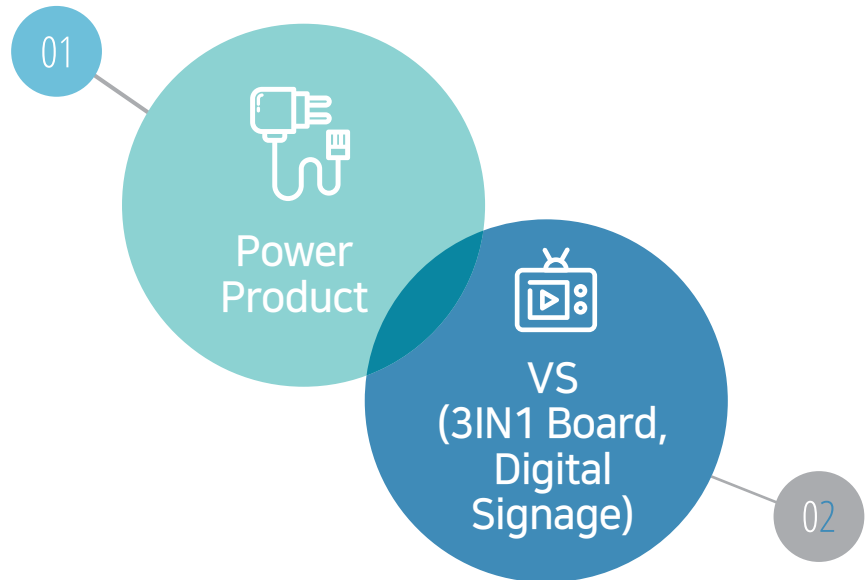 01
Power
Product
VS
(3IN1 Board,
Digital
Signage)
02